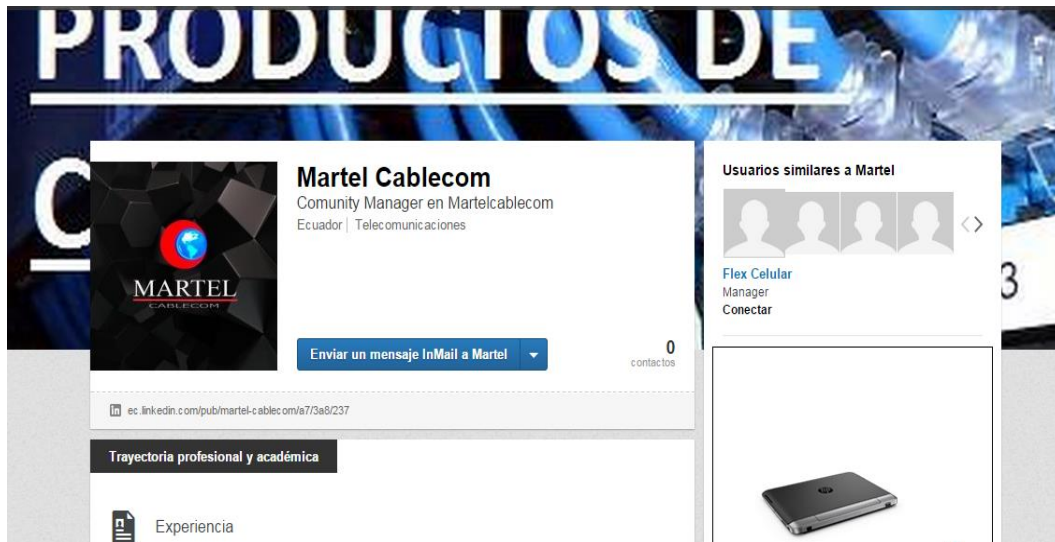 PRODUCTOS DE
C
3
MARTEL
CABLECOM
Martel Cablecom
Comunity Manager en Martelcablecom
Ecuador | Telecomunicaciones
Enviar un mensaje InMail a Martel
0
contactos
in ec.linkedin.com/pub/martel-cablecom/a7/3a8/237
Trayectoria profesional y académica
Experiencia
Usuarios similares a Martel
Flex Celular
Manager
Conectar
hp